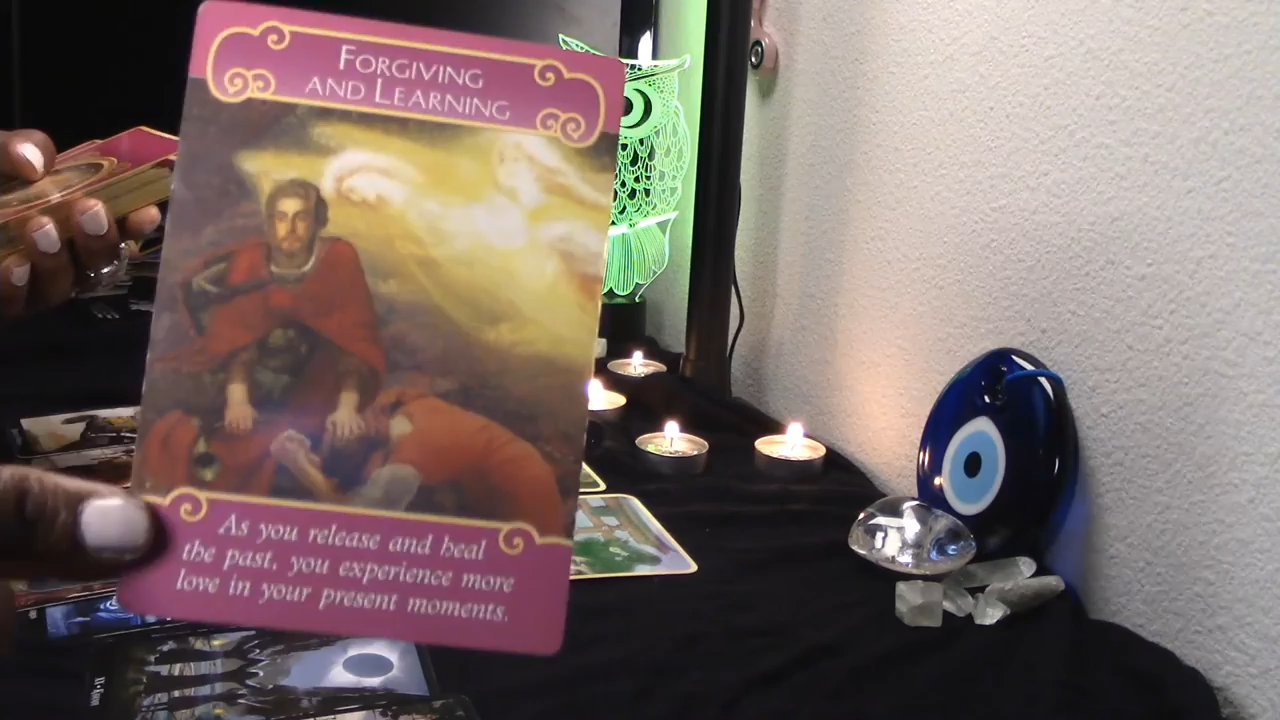 FORGIVING
AND LEARNING
As you release and heal
the past, you experience more
love in your present moments.